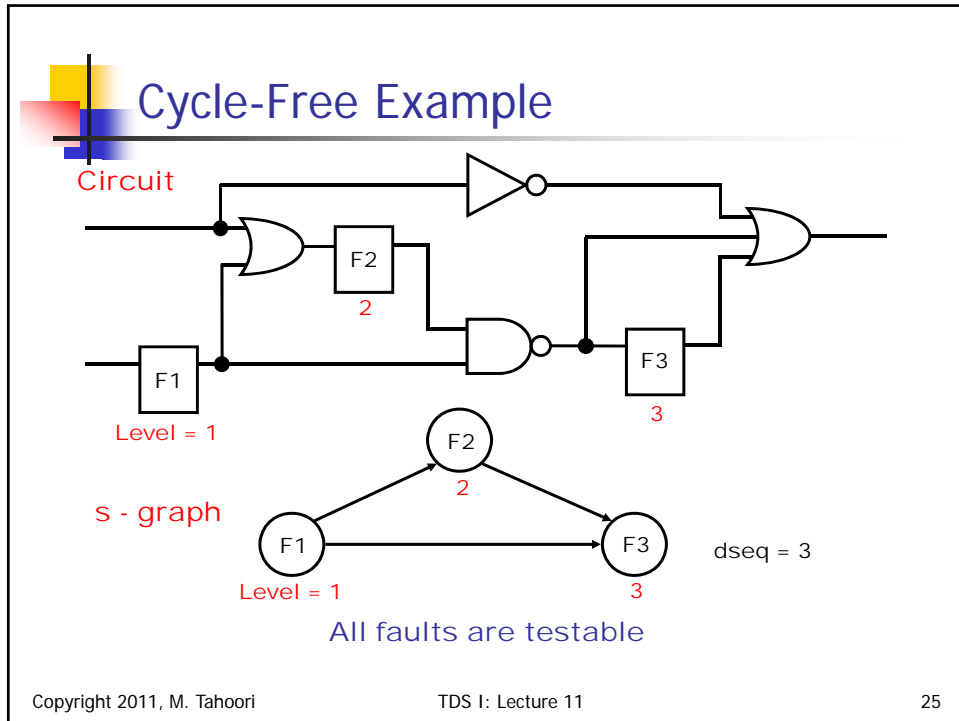 Cycle-Free Example
Circuit
F2
2
F1
Level = 1
F3
3
F2
2
s - graph
F1
Level = 1
F3
3
dseq = 3
All faults are testable
Copyright 2011, M. Tahoori TDS I: Lecture 11 25